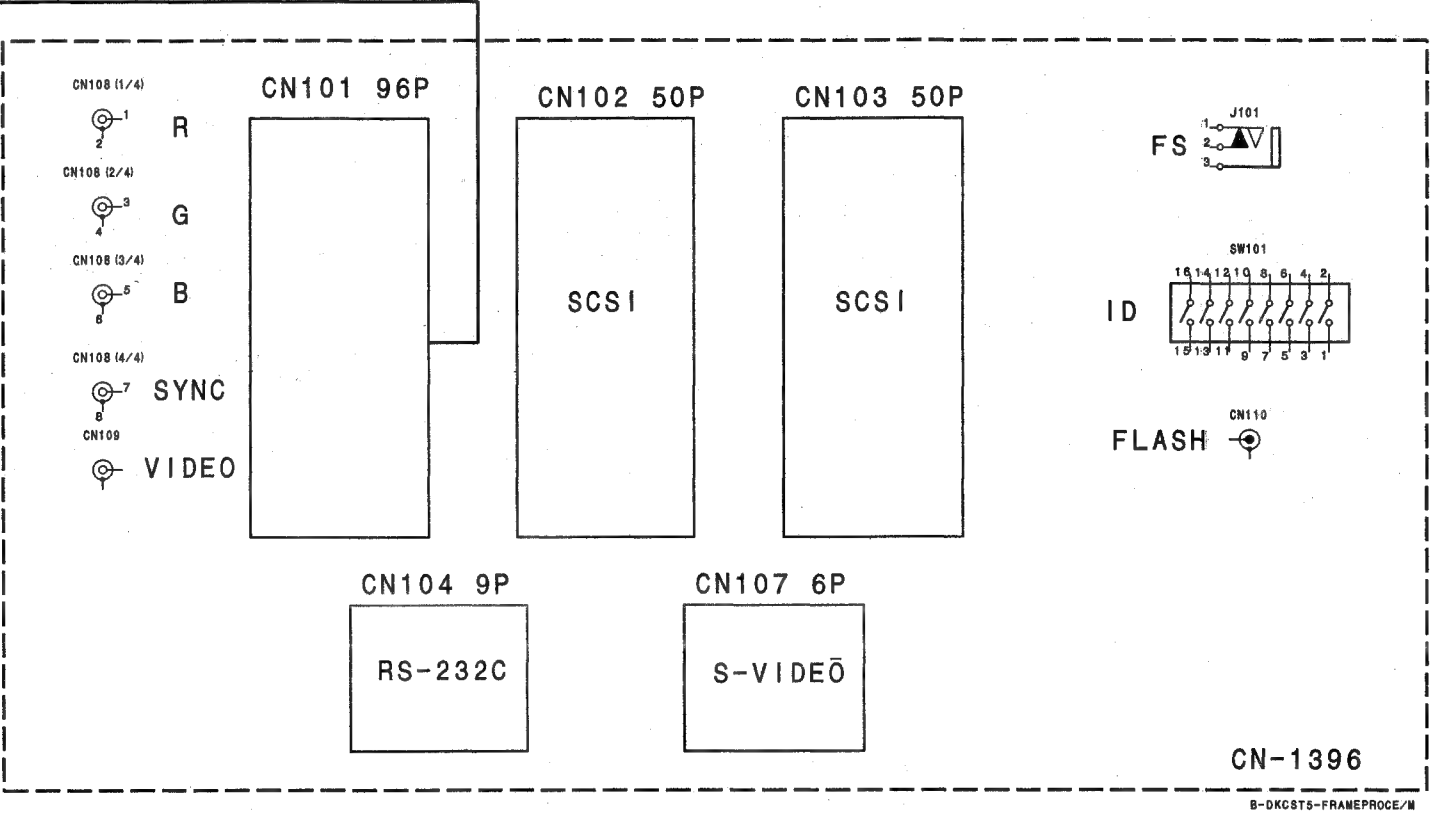 CN108 (1/4)
1
2
R
CN108 (2/4)
3
4
G
CN108 (3/4)
5
6
B
CN108 (4/4)
7
8
SYNC
CN109
VIDEO
CN101 96P
CN102 50P
SCSI
CN103 50P
SCSI
J101
FS
1
2
3
SW101
16 14 12 10 8 6 4 2
ID
15 13 11 9 7 5 3 1
CN110
FLASH
CN104 9P
RS-232C
CN107 6P
S-VIDEO
CN-1396
B-DKCST5-FRAMEPROCE/M